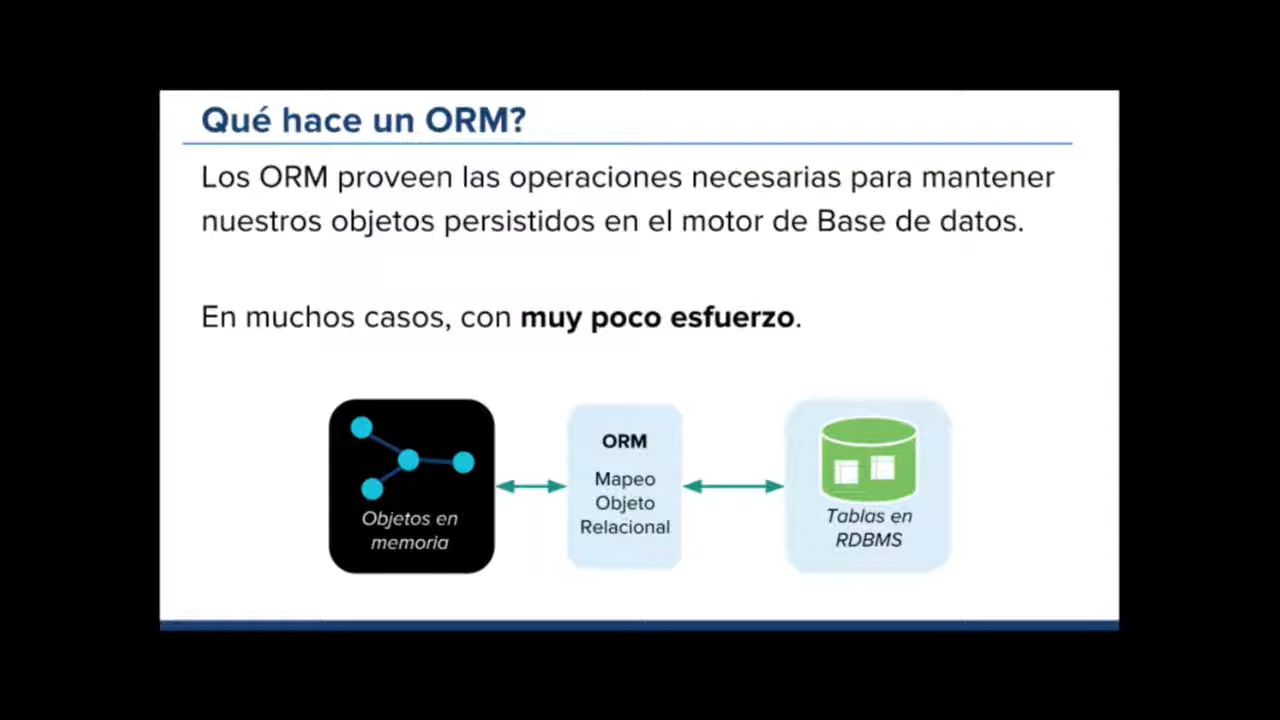 Qué hace un ORM?
Los ORM proveen las operaciones necesarias para mantener
nuestros objetos persistidos en el motor de Base de datos.
En muchos casos, con muy poco esfuerzo.
Objetos en
memoria
ORM
Mapeo
Objeto
Relacional
Tablas en
RDBMS